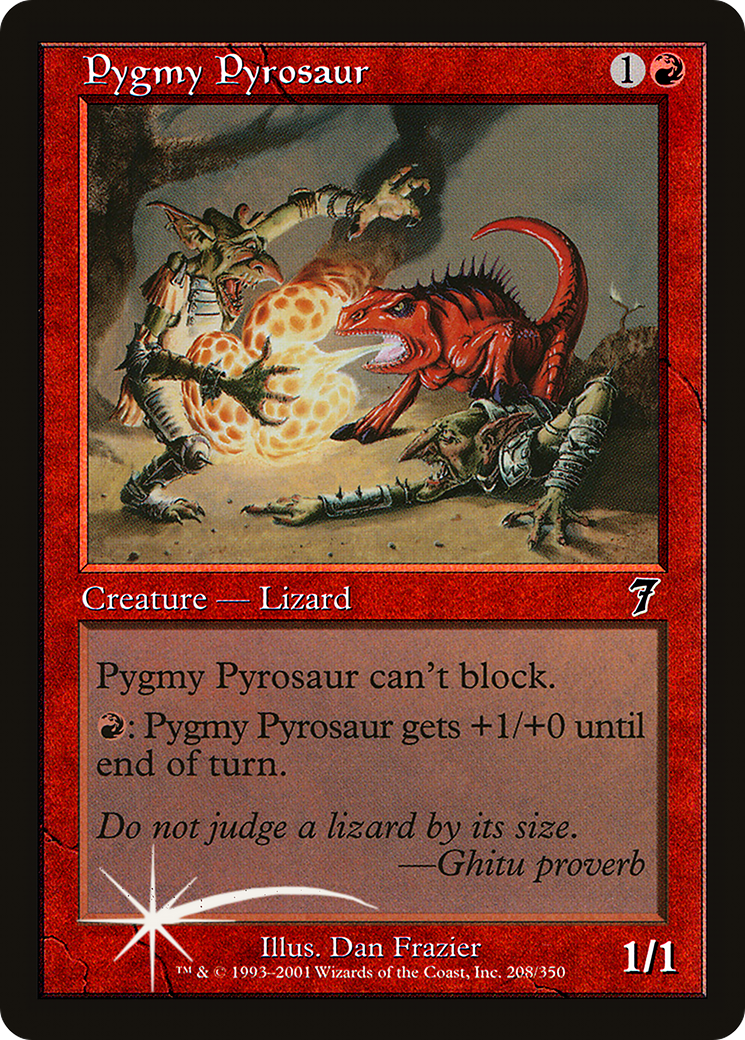 Pygmy Pyrosaur 1
Creature — Lizard 7
Pygmy Pyrosaur can't block.
: Pygmy Pyrosaur gets +1/+0 until
end of turn.
Do not judge a lizard by its size.
—Ghitu proverb
Illus. Dan Frazier
™ & © 1993–2001 Wizards of the Coast, Inc. 208/350
1/1